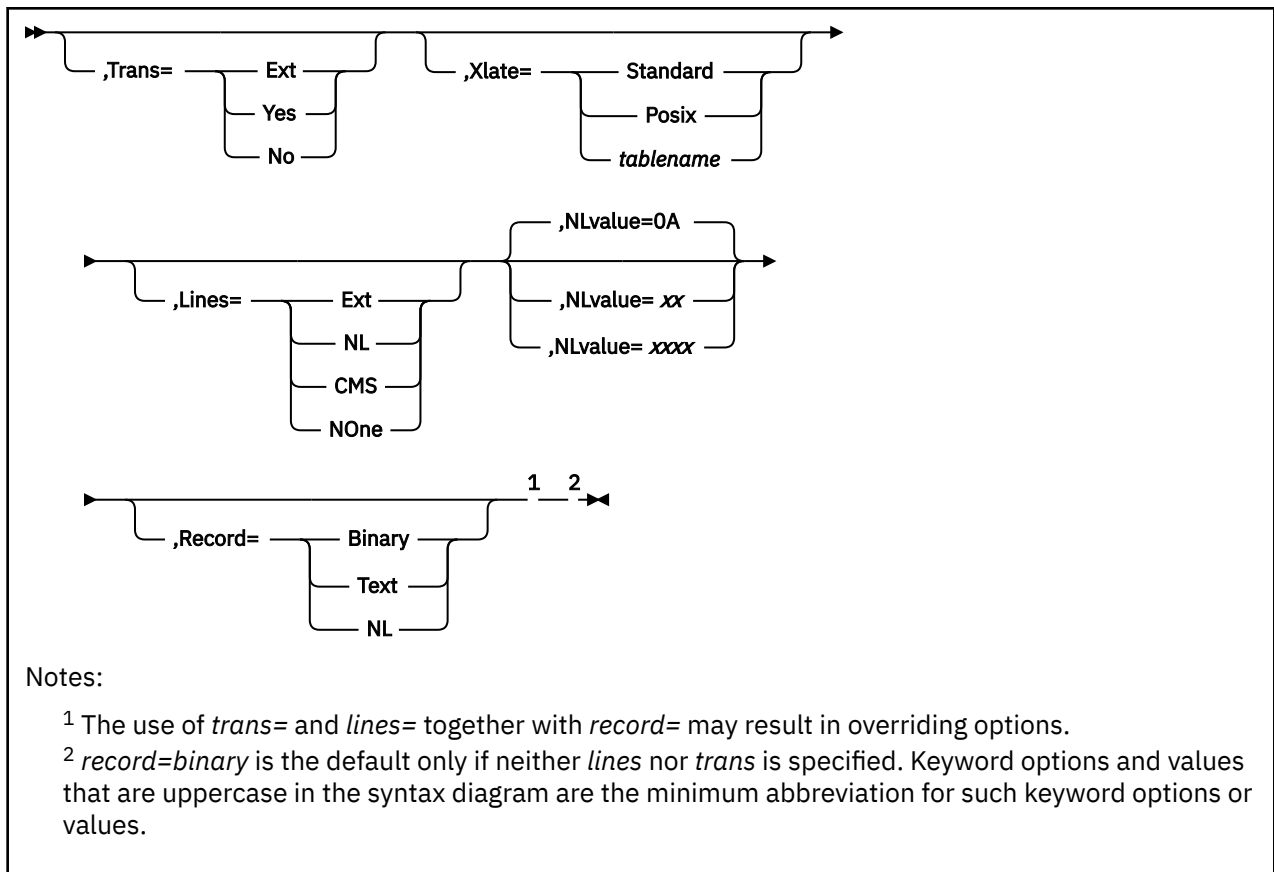 ,Trans= Ext ,Xlate= Standard
Yes Posix
No tablename
,NLvalue=0A
,Lines= Ext ,NLvalue= xx
NL ,NLvalue= xxxx
CMS
NOne
1 2
,Record= Binary
Text
NL
Notes:
1 The use of trans= and lines= together with record= may result in overriding options.
2 record=binary is the default only if neither lines nor trans is specified. Keyword options and values
that are uppercase in the syntax diagram are the minimum abbreviation for such keyword options or
values.